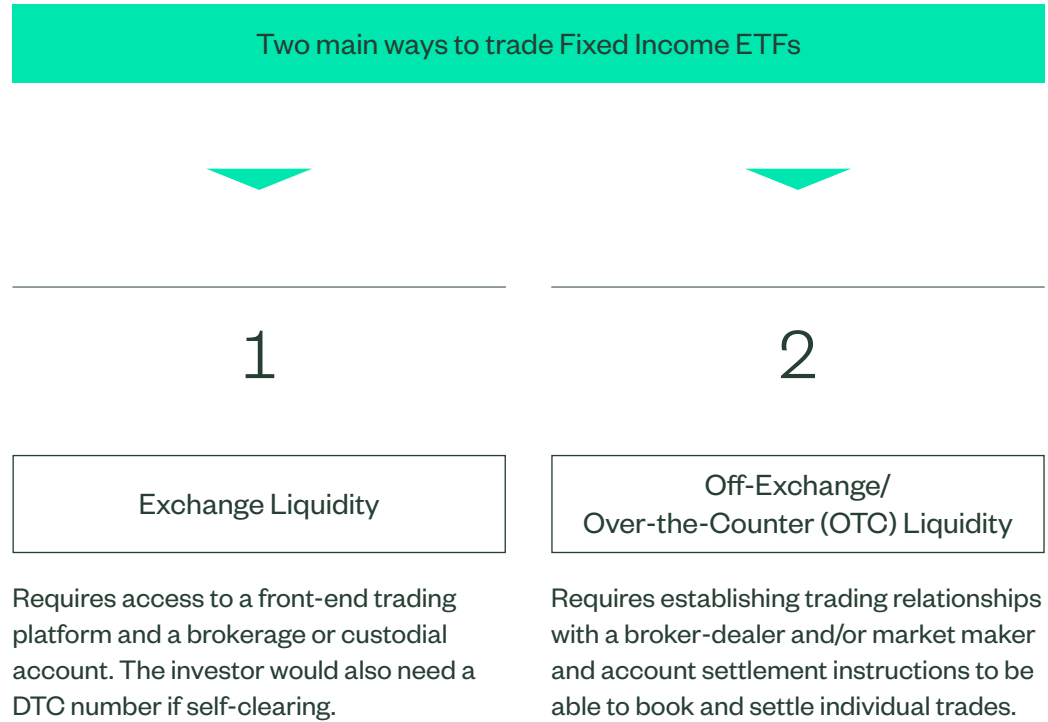 Two main ways to trade Fixed Income ETFs
1
Exchange Liquidity
Requires access to a front-end trading
platform and a brokerage or custodial
account. The investor would also need a
DTC number if self-clearing.
2
Off-Exchange/
Over-the-Counter (OTC) Liquidity
Requires establishing trading relationships
with a broker-dealer and/or market maker
and account settlement instructions to be
able to book and settle individual trades.